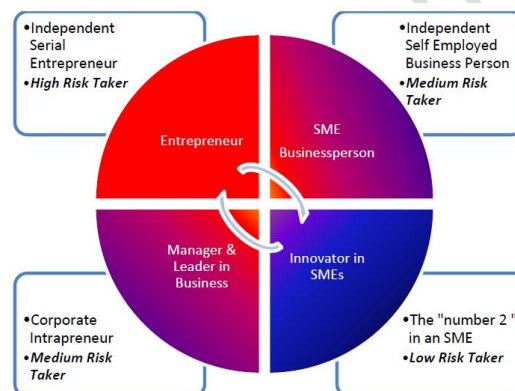 •Independent
Serial
Entrepreneur
•High Risk Taker
•Independent
Self Employed
Business Person
•Medium Risk
Taker
Entrepreneur
SME
Businessperson
Manager &
Leader in
Business
Innovator in
SMEs
•Corporate
Intrapreneur
•Medium Risk
Taker
•The "number 2 "
in an SME
•Low Risk Taker